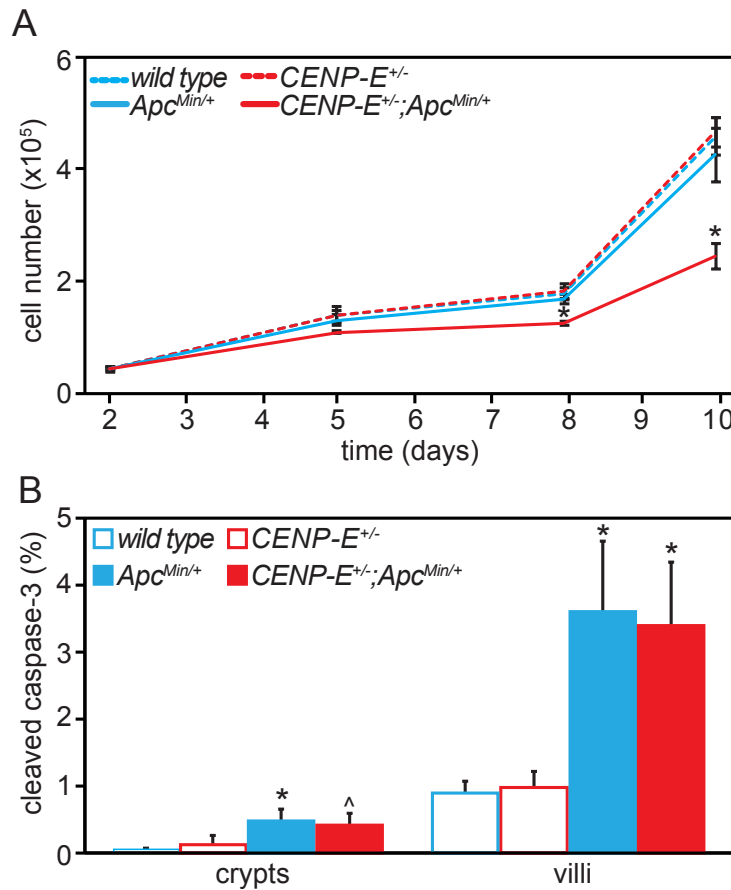 A
6
wild type CENP-E+/-
ApcMin/+ CENP-E+/-;ApcMin/+
4
*
2
*
0
cell number (x10⁵)
2 3 4 5 6 7 8 9 10
time (days)
B
5
wild type CENP-E+/-
* *
ApcMin/+ CENP-E+/-;ApcMin/+
4
3
2
1
* ^
0
cleaved caspase-3 (%)
crypts villi